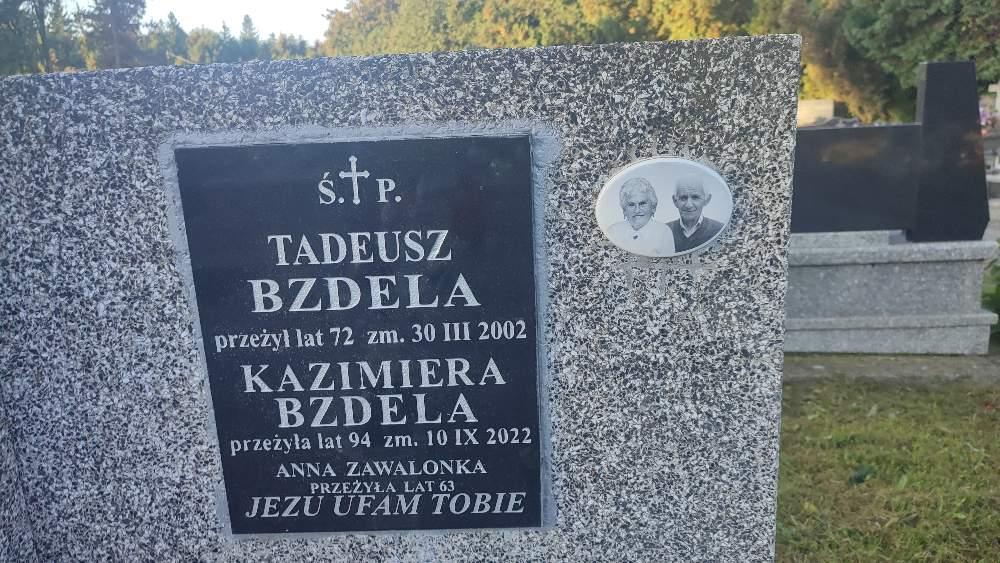 Ś.†P.
TADEUSZ
BZDELA
przeżył lat 72 zm. 30 III 2002
KAZIMIERA
BZDELA
przeżyła lat 94 zm. 10 IX 2022
ANNA ZAWALONKA
PRZEŻYŁA LAT 63
JEZU UFAM TOBIE